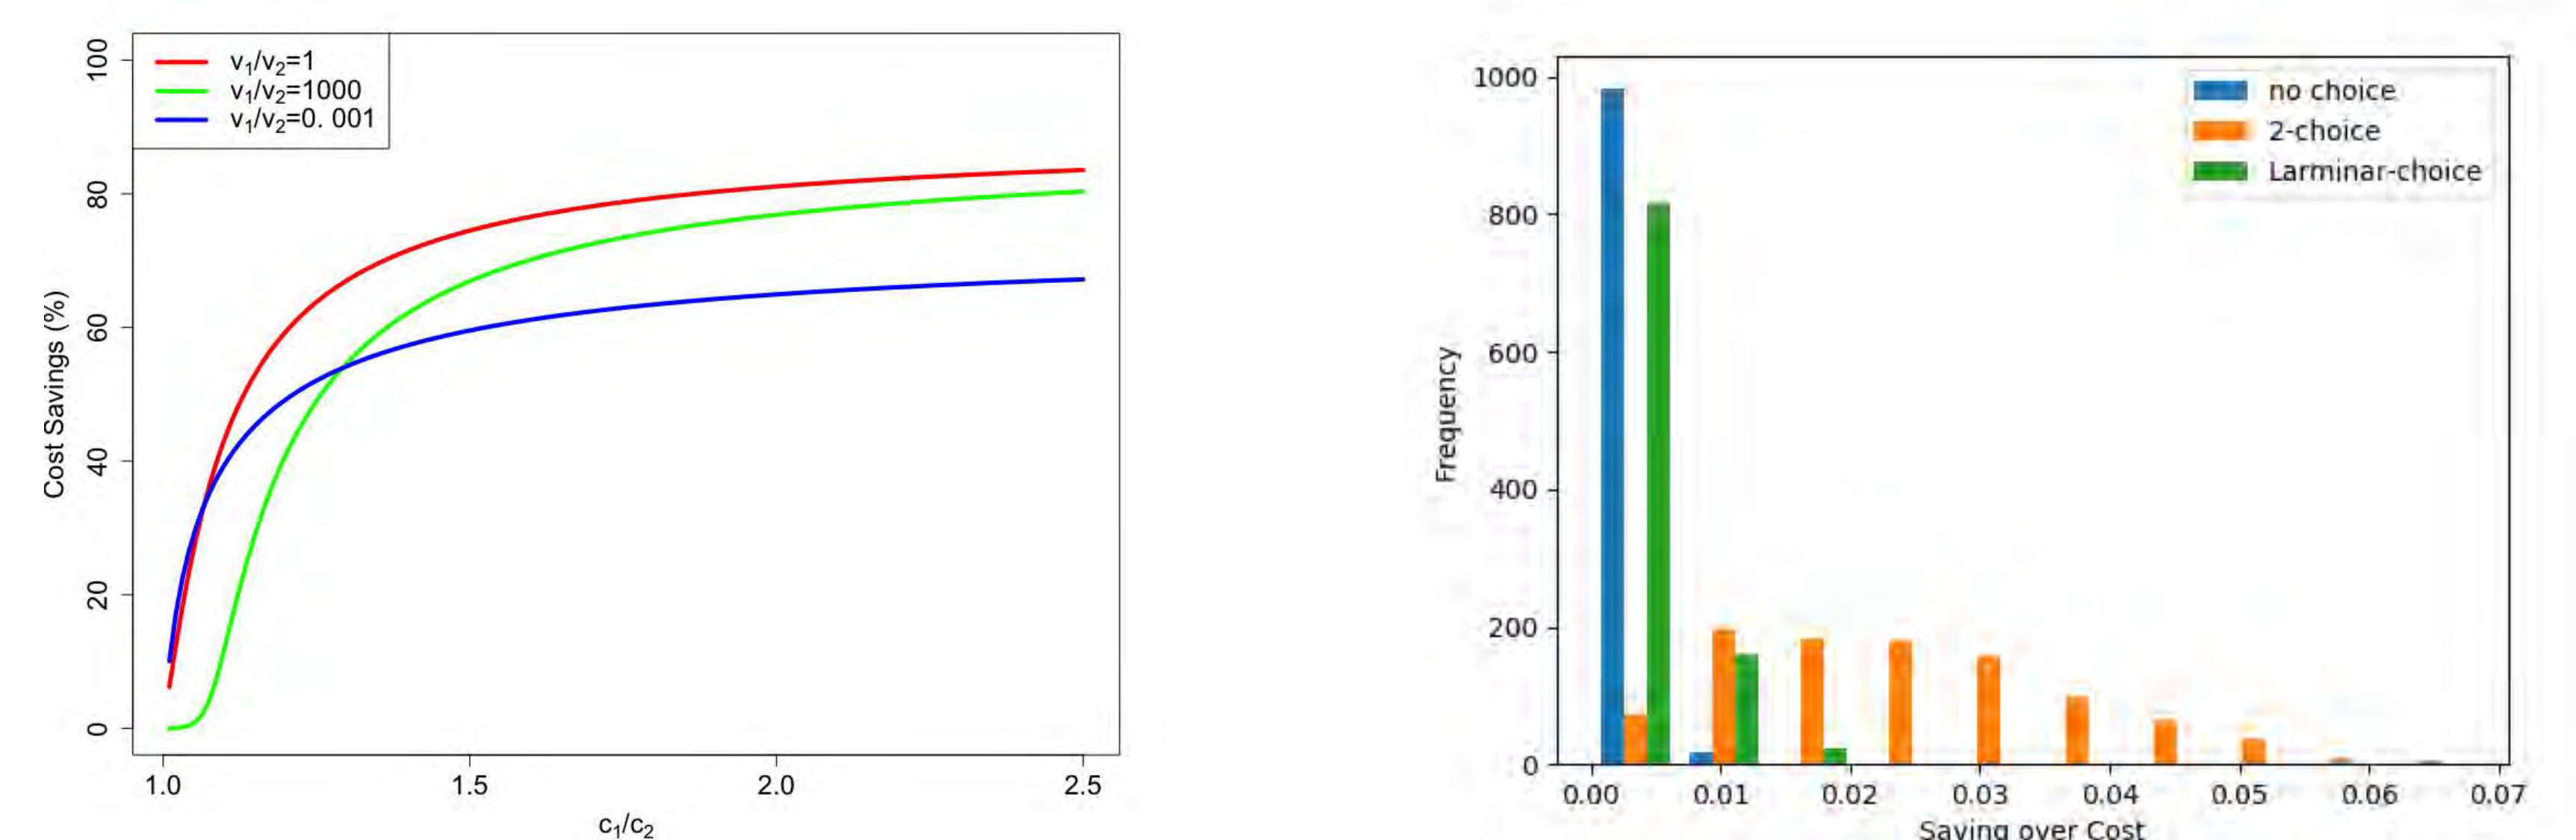 v1/v2=1
v1/v2=1000
v1/v2=0. 001
Cost Savings (%)
100
80
60
40
20
0
1.0 1.5 2.0 2.5
c1/c2
no choice
2-choice
Larminar-choice
Frequency
1000
800
600
400
200
0
0.00 0.01 0.02 0.03 0.04 0.05 0.06 0.07
Saving over Cost